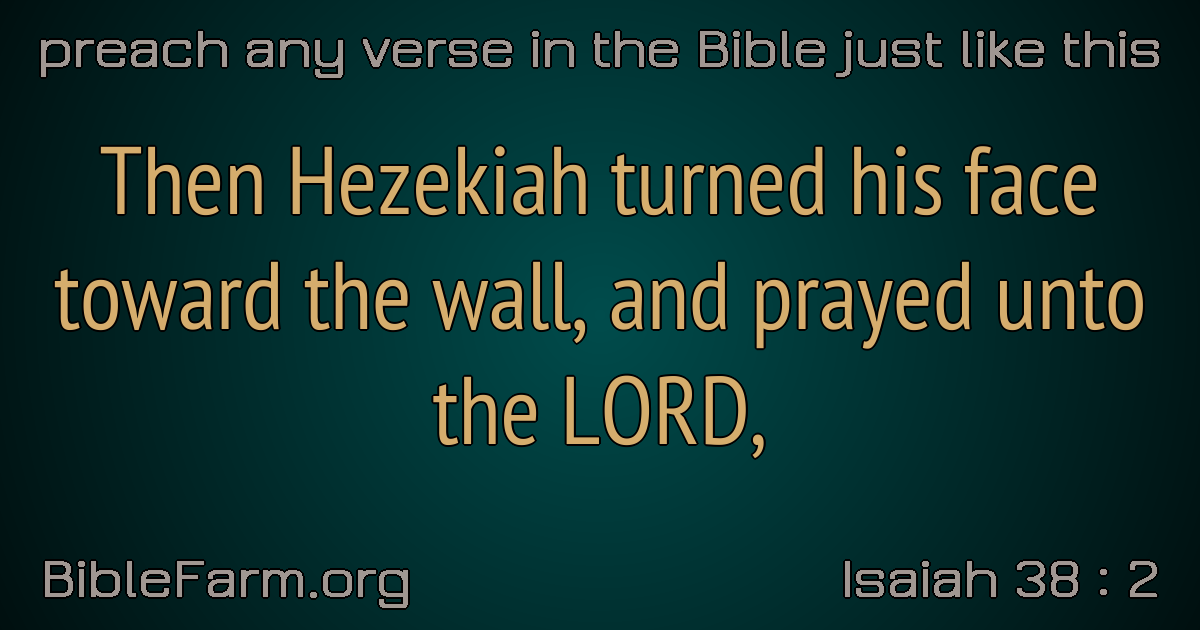 preach any verse in the Bible just like this
Then Hezekiah turned his face
toward the wall, and prayed unto
the LORD,
BibleFarm.org
Isaiah 38 : 2